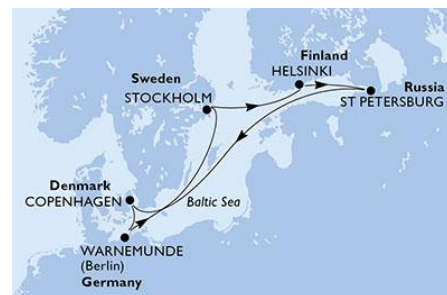 Finland
HELSINKI
Sweden
STOCKHOLM
Russia
ST PETERSBURG
Denmark
COPENHAGEN
Baltic Sea
WARNEMUNDE
(Berlin)
Germany